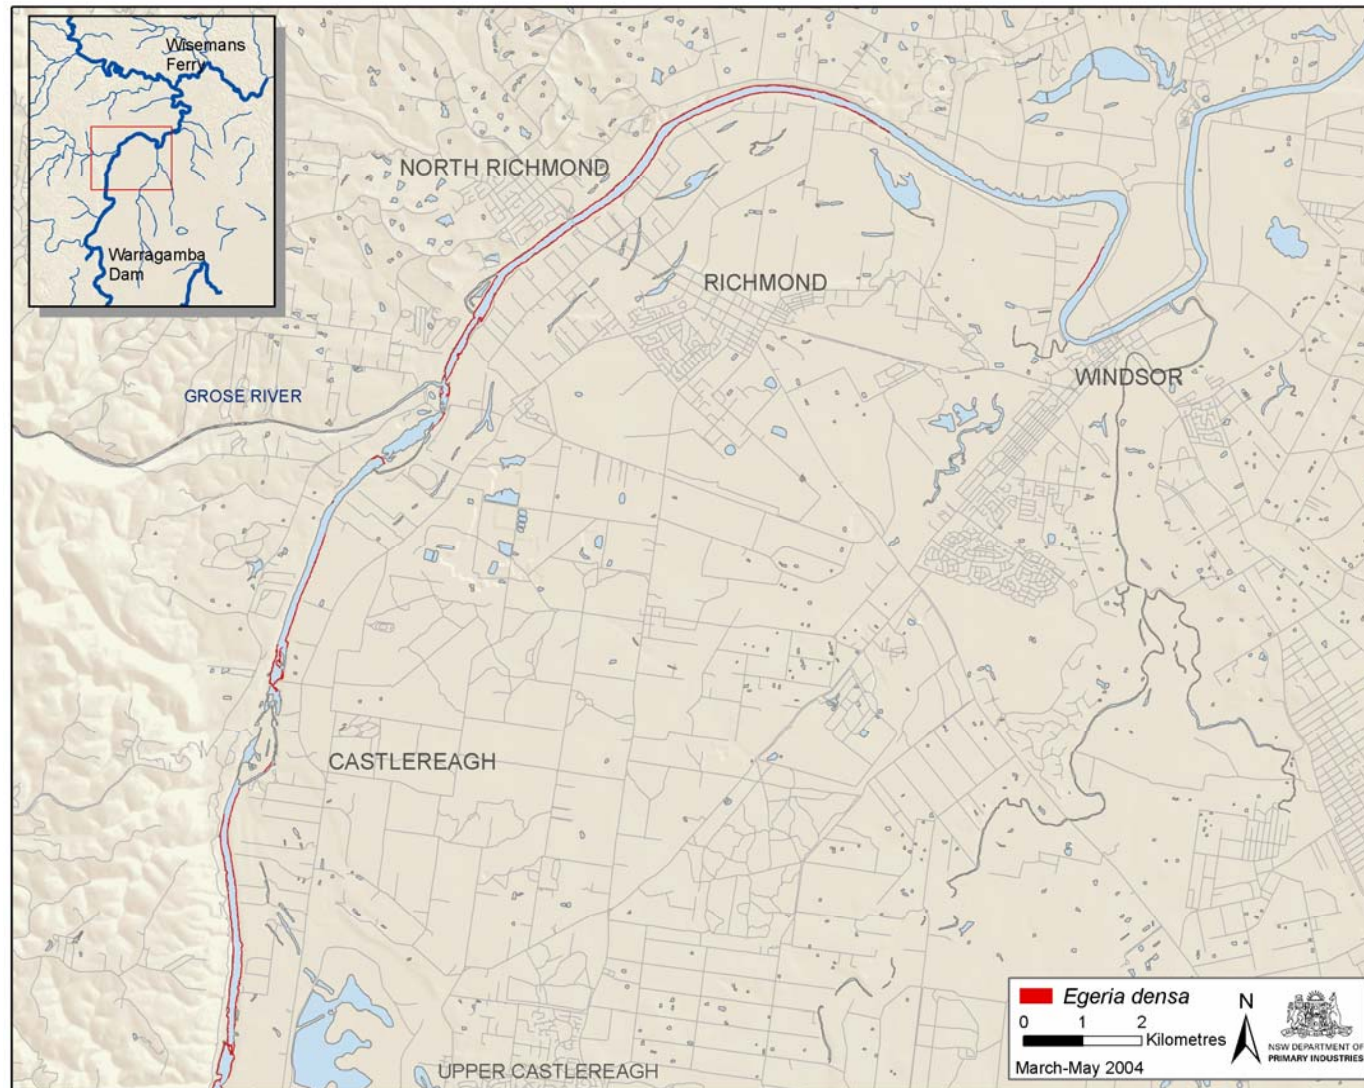 Wisemans
Ferry
Warragamba
Dam
NORTH RICHMOND
RICHMOND
GROSE RIVER
WINDSOR
CASTLEREAGH
UPPER CASTLEREAGH
Egeria densa
0 1 2
Kilometres
March-May 2004
N
NSW DEPARTMENT OF
PRIMARY INDUSTRIES